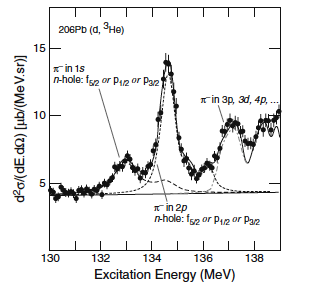 206Pb (d, ³He)
15
π⁻ in 1s
n-hole: f5/2 or p1/2 or p3/2
π⁻ in 3p, 3d, 4p, ...
10
5
π⁻ in 2p
n-hole: f5/2 or p1/2 or p3/2
d²σ/(dE.dΩ) [μb/(MeV.sr)]
130 132 134 136 138
Excitation Energy (MeV)